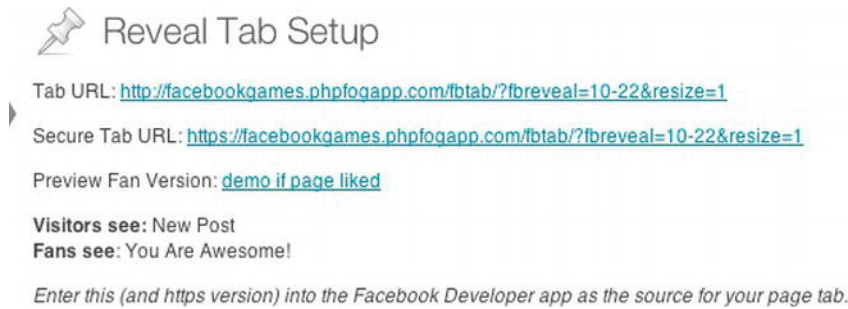 Reveal Tab Setup
Tab URL: http://facebookgames.phpfogapp.com/fbtab/?fbreveal=10-22&resize=1
Secure Tab URL: https://facebookgames.phpfogapp.com/fbtab/?fbreveal=10-22&resize=1
Preview Fan Version: demo if page liked
Visitors see: New Post
Fans see: You Are Awesome!
Enter this (and https version) into the Facebook Developer app as the source for your page tab.